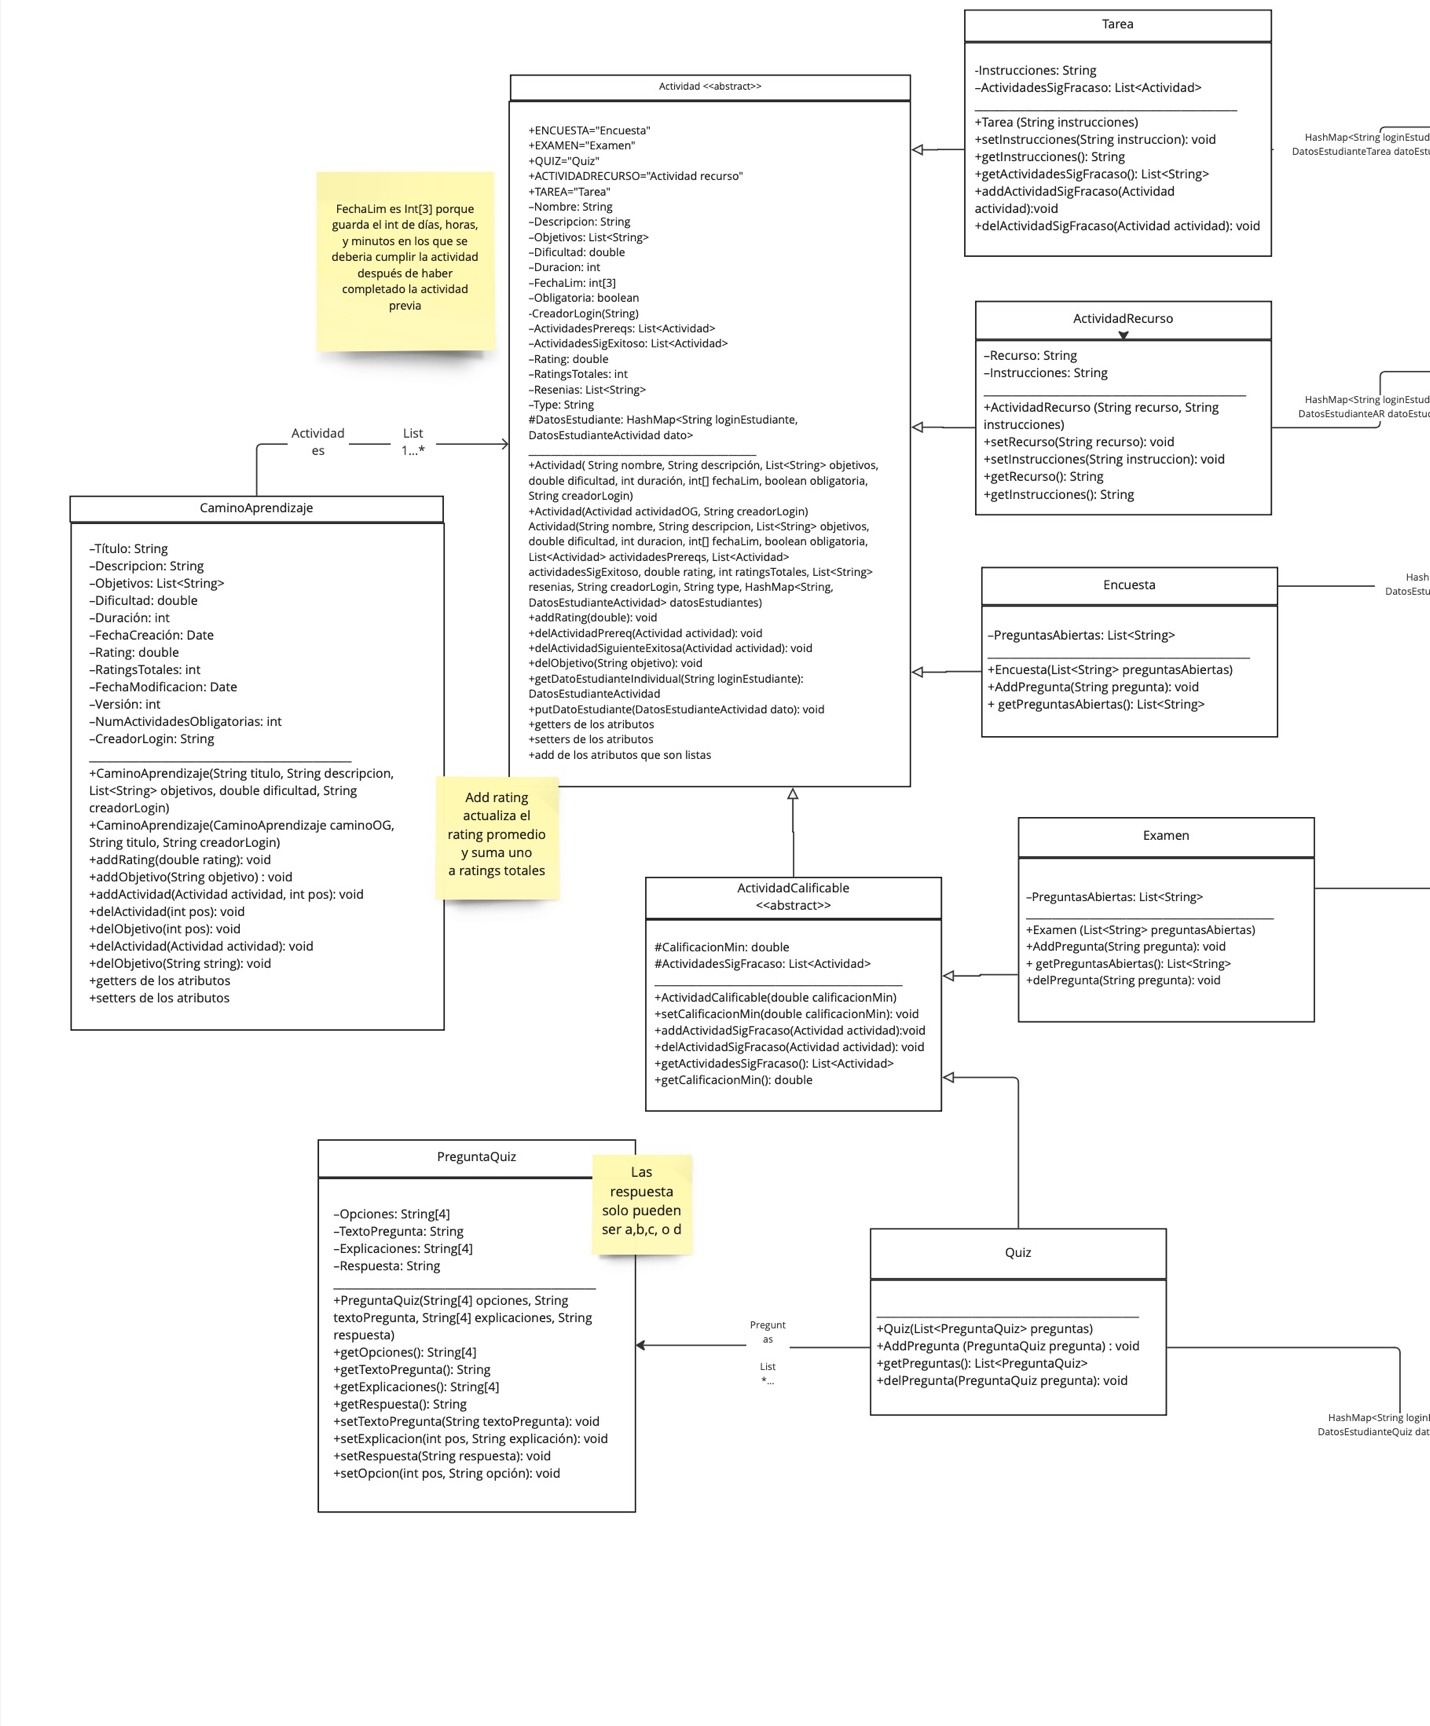 Tarea
-Instrucciones: String
–ActividadesSigFracaso: List<Actividad>
+Tarea (String instrucciones)
+setInstrucciones(String instruccion): void
+getInstrucciones(): String
+getActividadesSigFracaso(): List<String>
+addActividadSigFracaso(Actividad
actividad):void
+delActividadSigFracaso(Actividad actividad): void
HashMap<String loginEstud
DatosEstudianteTarea datoEstu
Actividad <<abstract>>
+ENCUESTA="Encuesta"
+EXAMEN="Examen"
+QUIZ="Quiz"
+ACTIVIDADRECURSO="Actividad recurso"
+TAREA="Tarea"
–Nombre: String
–Descripcion: String
–Objetivos: List<String>
–Dificultad: double
–Duracion: int
–FechaLim: int[3]
–Obligatoria: boolean
-CreadorLogin(String)
–ActividadesPrereqs: List<Actividad>
–ActividadesSigExitoso: List<Actividad>
–Rating: double
–RatingsTotales: int
–Resenias: List<String>
–Type: String
#DatosEstudiante: HashMap<String loginEstudiante,
DatosEstudianteActividad dato>
+Actividad( String nombre, String descripción, List<String> objetivos,
double dificultad, int duración, int[] fechaLim, boolean obligatoria,
String creadorLogin)
+Actividad(Actividad actividadOG, String creadorLogin)
Actividad(String nombre, String descripcion, List<String> objetivos,
double dificultad, int duracion, int[] fechaLim, boolean obligatoria,
List<Actividad> actividadesPrereqs, List<Actividad>
actividadesSigExitoso, double rating, int ratingsTotales, List<String>
resenias, String creadorLogin, String type, HashMap<String,
DatosEstudianteActividad> datosEstudiantes)
+addRating(double): void
+delActividadPrereq(Actividad actividad): void
+delActividadSiguienteExitosa(Actividad actividad): void
+delObjetivo(String objetivo): void
+getDatoEstudianteIndividual(String loginEstudiante):
DatosEstudianteActividad
+putDatoEstudiante(DatosEstudianteActividad dato): void
+getters de los atributos
+setters de los atributos
+add de los atributos que son listas
FechaLim es Int[3] porque
guarda el int de días, horas,
y minutos en los que se
deberia cumplir la actividad
después de haber
completado la actividad
previa
ActividadRecurso
–Recurso: String
–Instrucciones: String
+ActividadRecurso (String recurso, String
instrucciones)
+setRecurso(String recurso): void
+setInstrucciones(String instruccion): void
+getRecurso(): String
+getInstrucciones(): String
HashMap<String loginEstud
DatosEstudianteAR datoEstud
Actividad
es
List
1...*
CaminoAprendizaje
–Título: String
–Descripcion: String
–Objetivos: List<String>
–Dificultad: double
–Duración: int
–FechaCreación: Date
–Rating: double
–RatingsTotales: int
–FechaModificacion: Date
–Versión: int
–NumActividadesObligatorias: int
–CreadorLogin: String
+CaminoAprendizaje(String titulo, String descripcion,
List<String> objetivos, double dificultad, String
creadorLogin)
+CaminoAprendizaje(CaminoAprendizaje caminoOG,
String titulo, String creadorLogin)
+addRating(double rating): void
+addObjetivo(String objetivo) : void
+addActividad(Actividad actividad, int pos): void
+delActividad(int pos): void
+delObjetivo(int pos): void
+delActividad(Actividad actividad): void
+delObjetivo(String string): void
+getters de los atributos
+setters de los atributos
Encuesta
–PreguntasAbiertas: List<String>
+Encuesta(List<String> preguntasAbiertas)
+AddPregunta(String pregunta): void
+ getPreguntasAbiertas(): List<String>
Hash
DatosEstu
Add rating
actualiza el
rating promedio
y suma uno
a ratings totales
Examen
–PreguntasAbiertas: List<String>
+Examen (List<String> preguntasAbiertas)
+AddPregunta(String pregunta): void
+ getPreguntasAbiertas(): List<String>
+delPregunta(String pregunta): void
ActividadCalificable
<<abstract>>
#CalificacionMin: double
#ActividadesSigFracaso: List<Actividad>
+ActividadCalificable(double calificacionMin)
+setCalificacionMin(double calificacionMin): void
+addActividadSigFracaso(Actividad actividad):void
+delActividadSigFracaso(Actividad actividad): void
+getActividadesSigFracaso(): List<Actividad>
+getCalificacionMin(): double
PreguntaQuiz
–Opciones: String[4]
–TextoPregunta: String
–Explicaciones: String[4]
–Respuesta: String
+PreguntaQuiz(String[4] opciones, String
textoPregunta, String[4] explicaciones, String
respuesta)
+getOpciones(): String[4]
+getTextoPregunta(): String
+getExplicaciones(): String[4]
+getRespuesta(): String
+setTextoPregunta(String textoPregunta): void
+setExplicacion(int pos, String explicación): void
+setRespuesta(String respuesta): void
+setOpcion(int pos, String opción): void
Las
respuesta
solo pueden
ser a,b,c, o d
Pregunt
as
List
*...
Quiz
+Quiz(List<PreguntaQuiz> preguntas)
+AddPregunta (PreguntaQuiz pregunta) : void
+getPreguntas(): List<PreguntaQuiz>
+delPregunta(PreguntaQuiz pregunta): void
HashMap<String loginE
DatosEstudianteQuiz dat